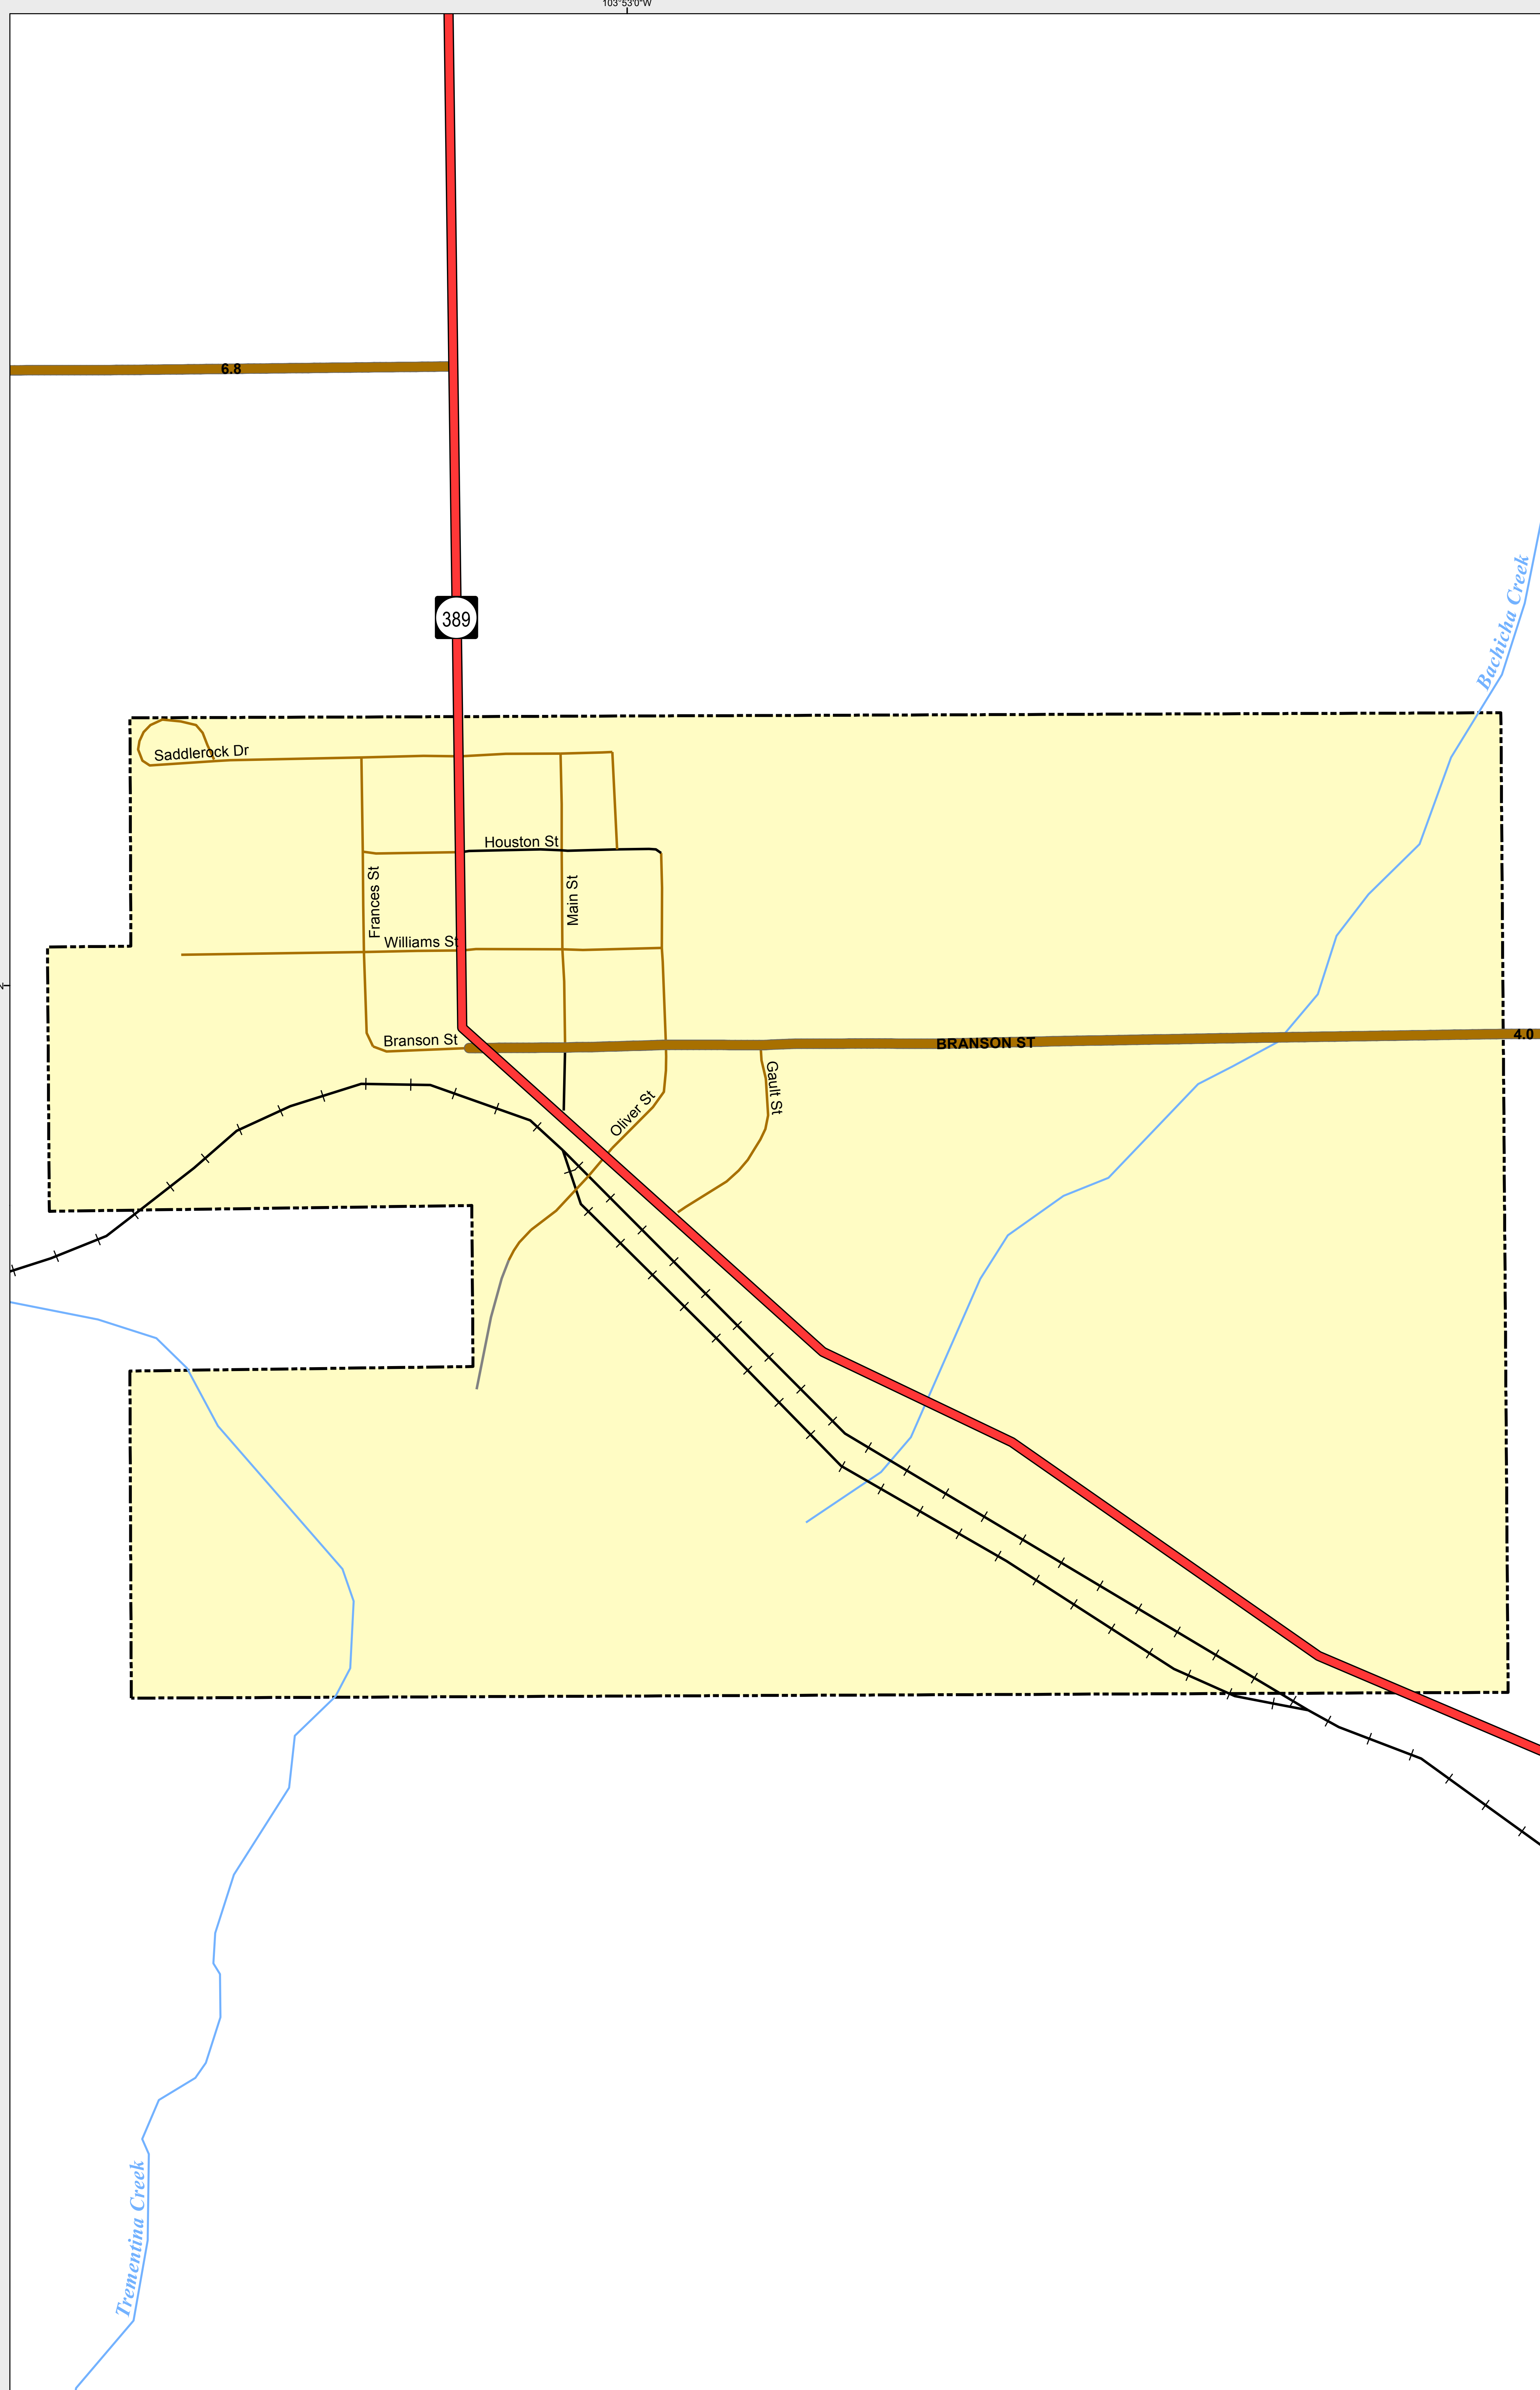 103°53'0"W
6.8
389
Bachicha Creek
Saddlerock Dr
Houston St
Frances St
Main St
Williams St
Branson St
BRANSON ST
4.0
Gault St
Oliver St
Trementina Creek